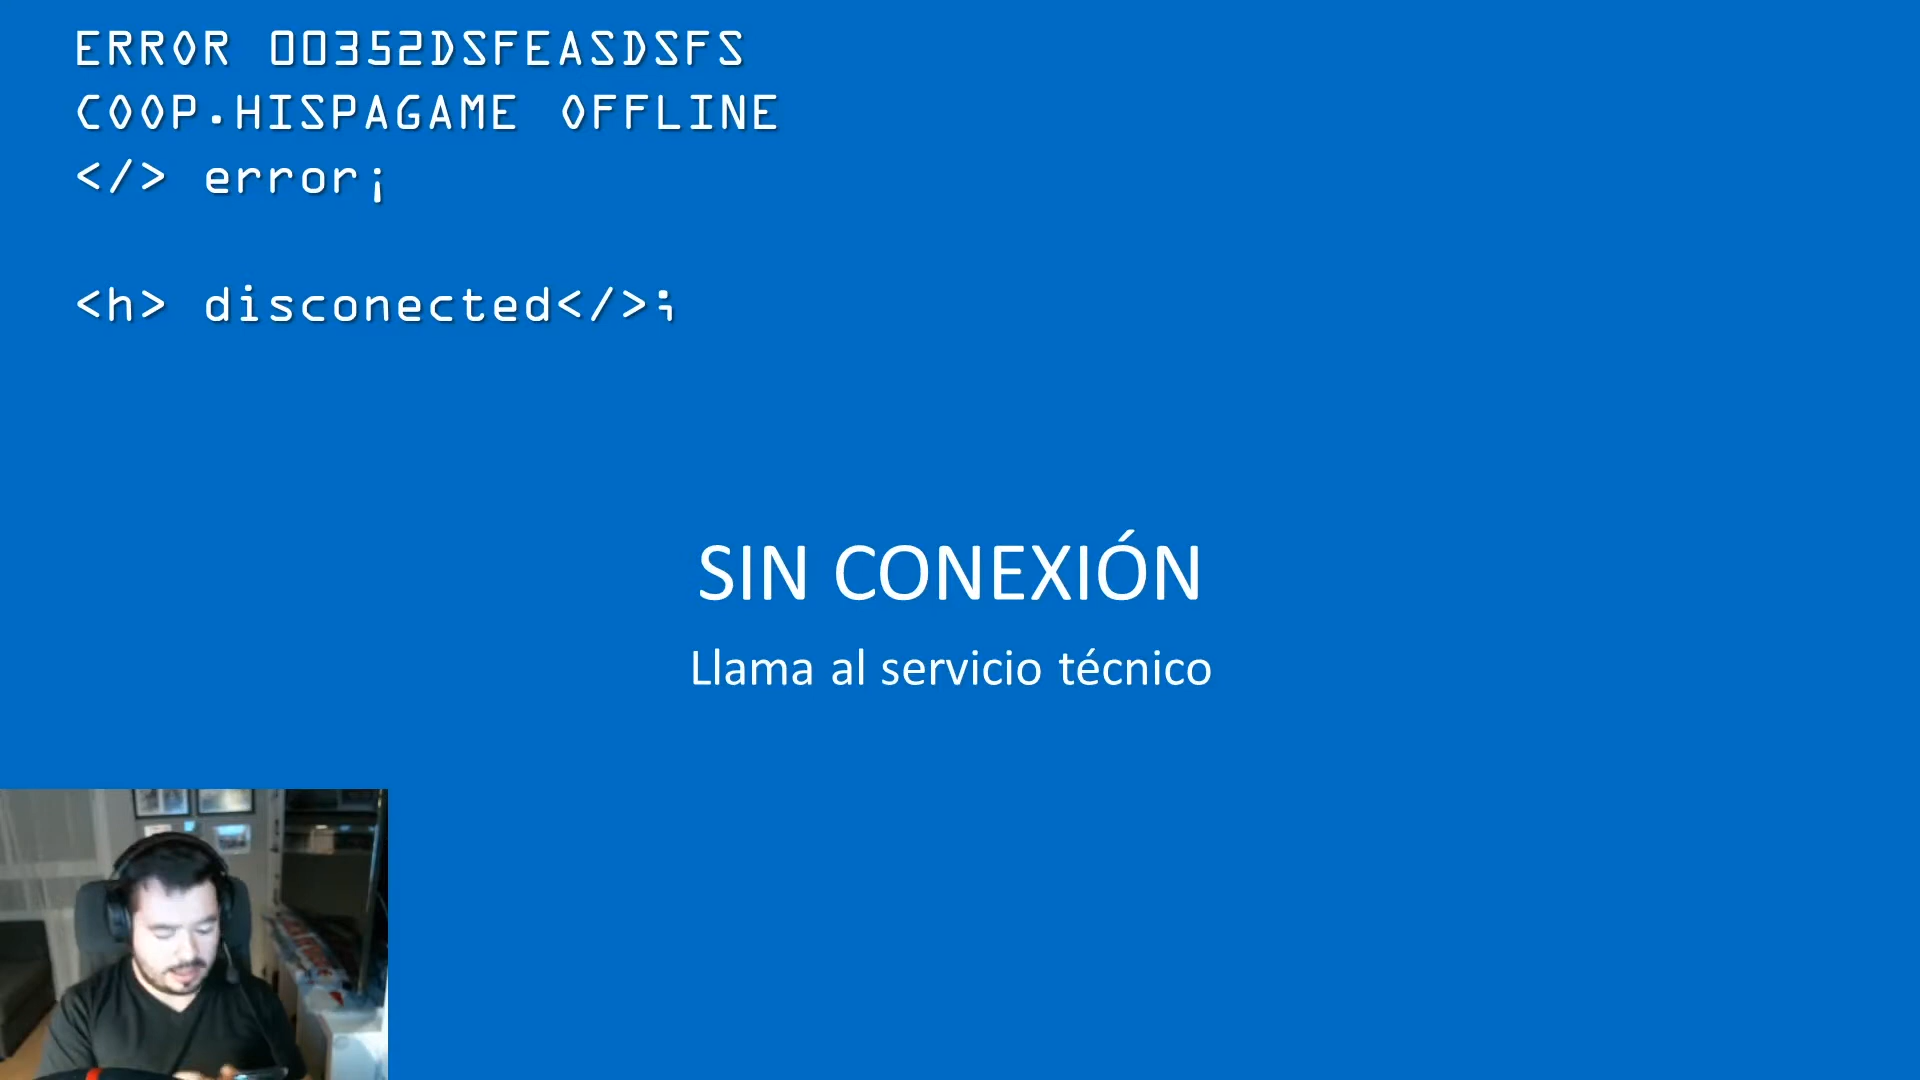 ERROR 00352DSFEASDSFS
COOP.HISPAGAME OFFLINE
</> error¡
<h> disconected</>;
SIN CONEXIÓN
Llama al servicio técnico